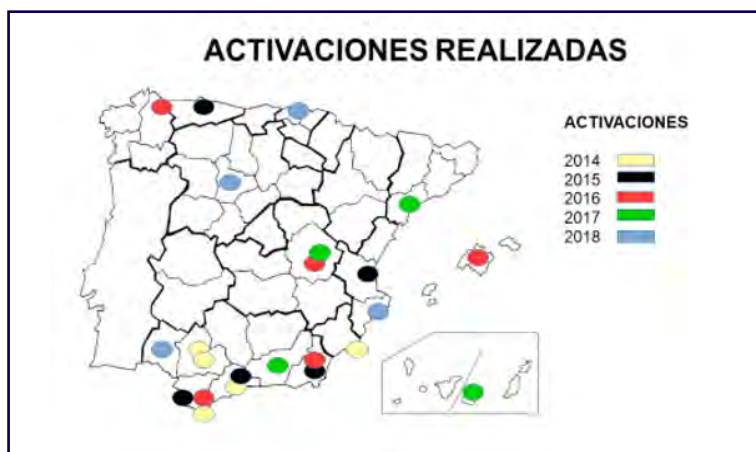 ACTIVACIONES REALIZADAS
ACTIVACIONES
2014
2015
2016
2017
2018